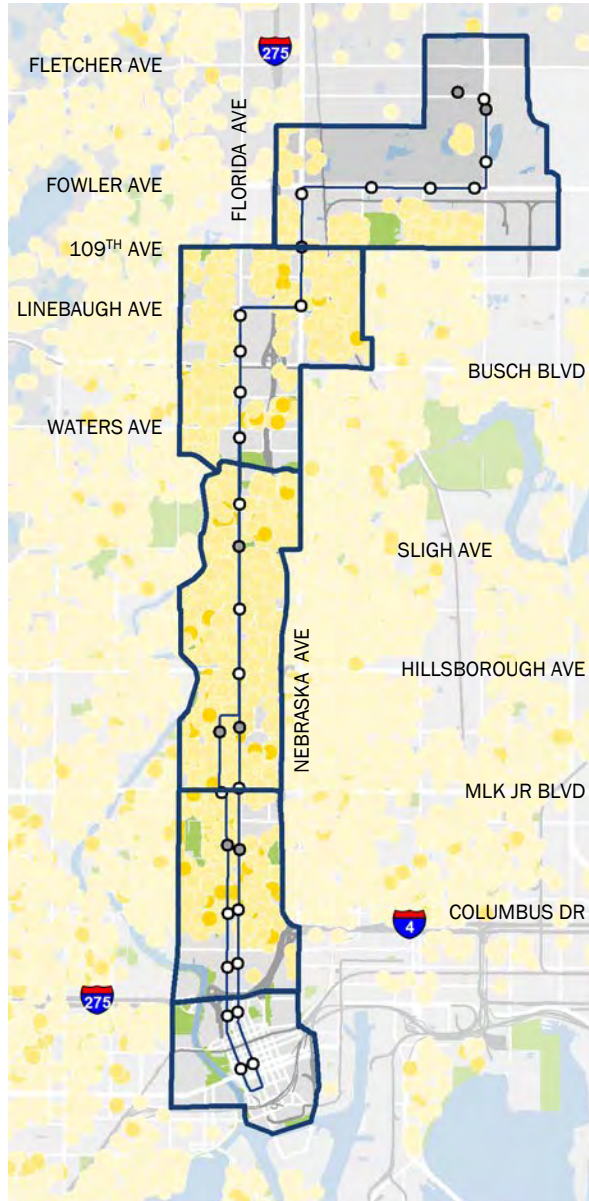 275
FLETCHER AVE
FLORIDA AVE
FOWLER AVE
109TH AVE
LINEBAUGH AVE
BUSCH BLVD
WATERS AVE
SLIGH AVE
HILLSBOROUGH AVE
NEBRASKA AVE
MLK JR BLVD
COLUMBUS DR
4
275